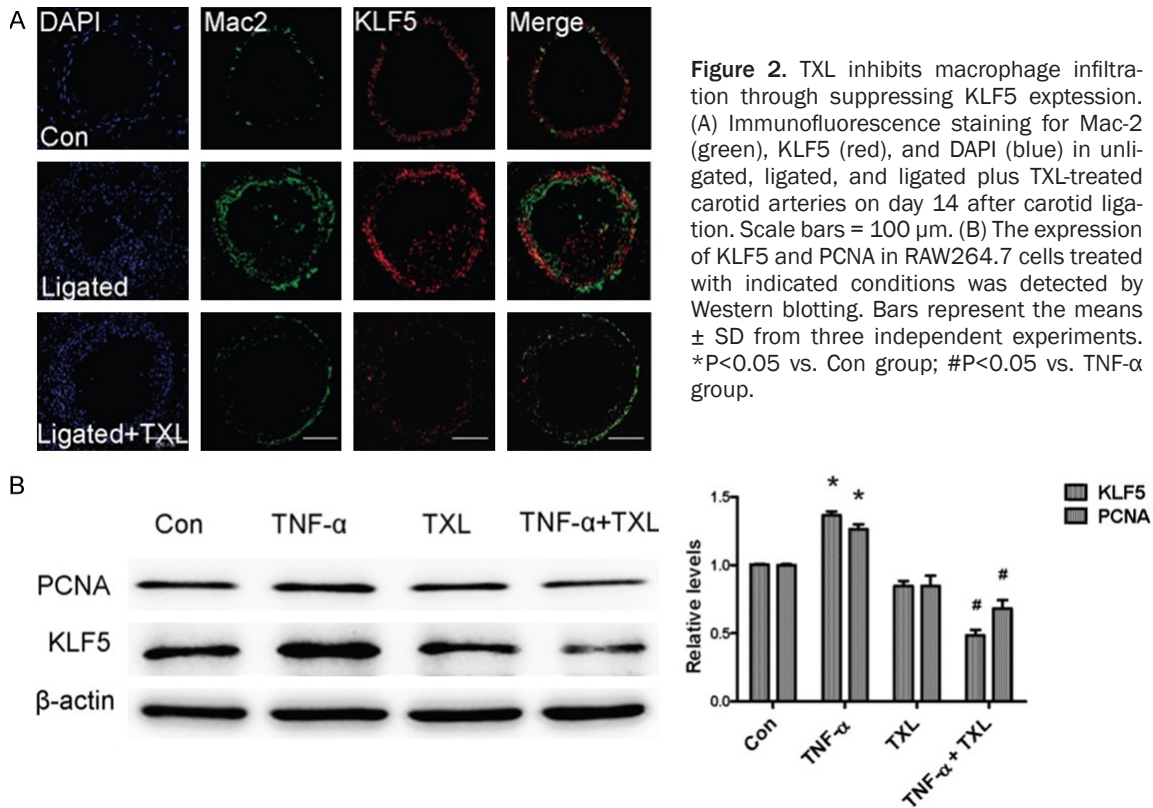 A
DAPI
Mac2
KLF5
Merge
Con
Ligated
Ligated+TXL
Figure 2. TXL inhibits macrophage infiltra-
tion through suppressing KLF5 exptession.
(A) Immunofluorescence staining for Mac-2
(green), KLF5 (red), and DAPI (blue) in unli-
gated, ligated, and ligated plus TXL-treated
carotid arteries on day 14 after carotid liga-
tion. Scale bars = 100 µm. (B) The expression
of KLF5 and PCNA in RAW264.7 cells treated
with indicated conditions was detected by
Western blotting. Bars represent the means
± SD from three independent experiments.
*P<0.05 vs. Con group; #P<0.05 vs. TNF-α
group.
B
Con
TNF-α
TXL
TNF-α+TXL
PCNA
KLF5
β-actin
Relative levels
1.5
1.0
0.5
0.0
* *
# #
Con
TNF-α
TXL
TNF-α + TXL
KLF5
PCNA